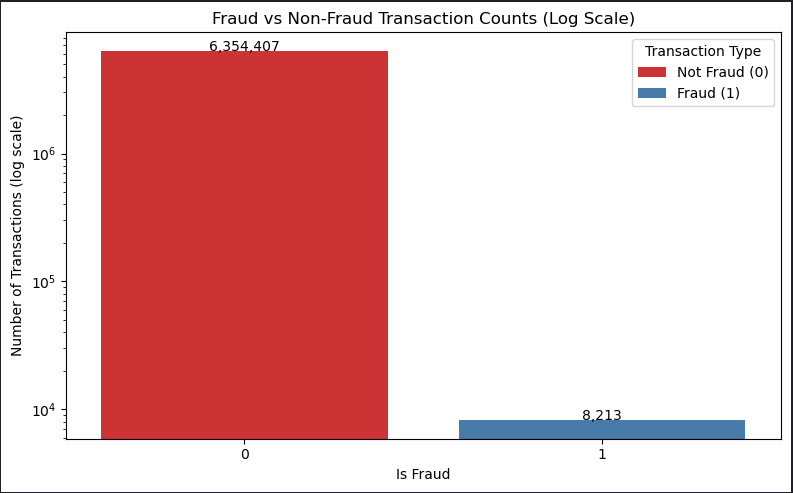 Fraud vs Non-Fraud Transaction Counts (Log Scale)
6,354,407
Transaction Type
Not Fraud (0)
Fraud (1)
Number of Transactions (log scale)
10⁶
10⁵
10⁴
8,213
0
1
Is Fraud